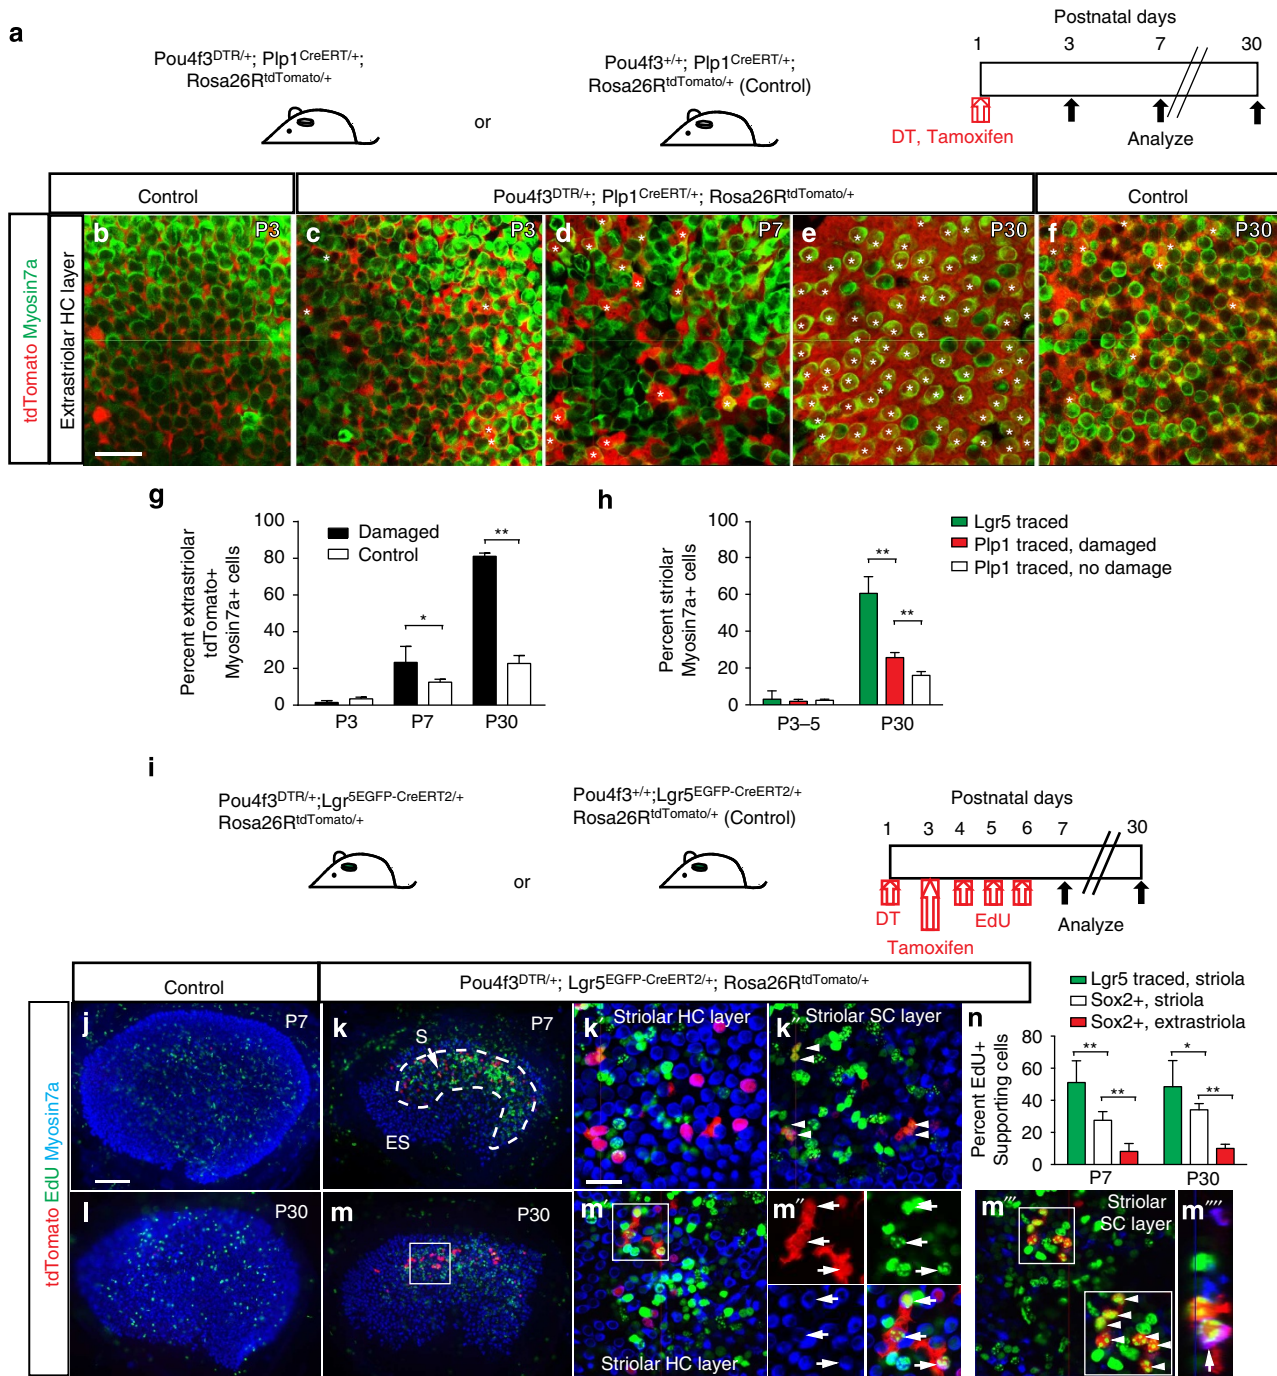 a
Pou4f3DTR/+; Plp1CreERT/+;
Rosa26RtdTomato/+
or
Pou4f3+/+; Plp1CreERT/+;
Rosa26RtdTomato/+ (Control)
Postnatal days
1 3 7 30
DT, Tamoxifen
Analyze
Control
Pou4f3DTR/+; Plp1CreERT/+; Rosa26RtdTomato/+
Control
tdTomato Myosin7a
Extrastriolar HC layer
b P3
c P3
d P7
e P30
f P30
g
Percent extrastriolar
tdTomato+
Myosin7a+ cells
100
80
60
40
20
0
Damaged
Control
*
**
P3 P7 P30
h
Percent striolar
Myosin7a+ cells
100
80
60
40
20
0
**
**
P3–5 P30
Lgr5 traced
Plp1 traced, damaged
Plp1 traced, no damage
i
Pou4f3DTR/+;Lgr5EGFP-CreERT2/+
Rosa26RtdTomato/+
or
Pou4f3+/+;Lgr5EGFP-CreERT2/+
Rosa26RtdTomato/+ (Control)
Postnatal days
1 3 4 5 6 7 30
DT
Tamoxifen
EdU
Analyze
Control
Pou4f3DTR/+; Lgr5EGFP-CreERT2/+; Rosa26RtdTomato/+
tdTomato EdU Myosin7a
j P7
k P7
S
ES
k' Striolar HC layer
k'' Striolar SC layer
l P30
m P30
m'
Striolar HC layer
m''
m'''
Striolar
SC layer
m''''
n
Lgr5 traced, striola
Sox2+, striola
Sox2+, extrastriola
Percent EdU+
Supporting cells
80
60
40
20
0
**
**
*
**
P7 P30